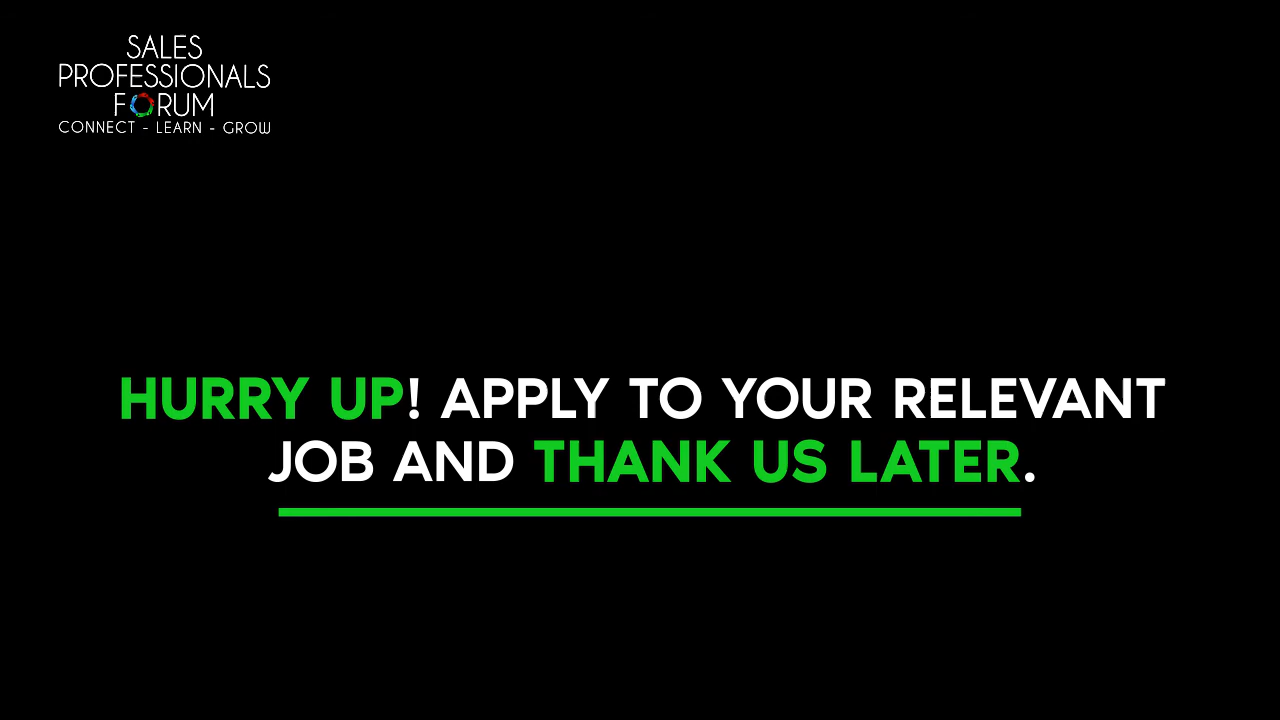 SALES
PROFESSIONALS
FORUM
CONNECT - LEARN - GROW
HURRY UP! APPLY TO YOUR RELEVANT
JOB AND THANK US LATER.